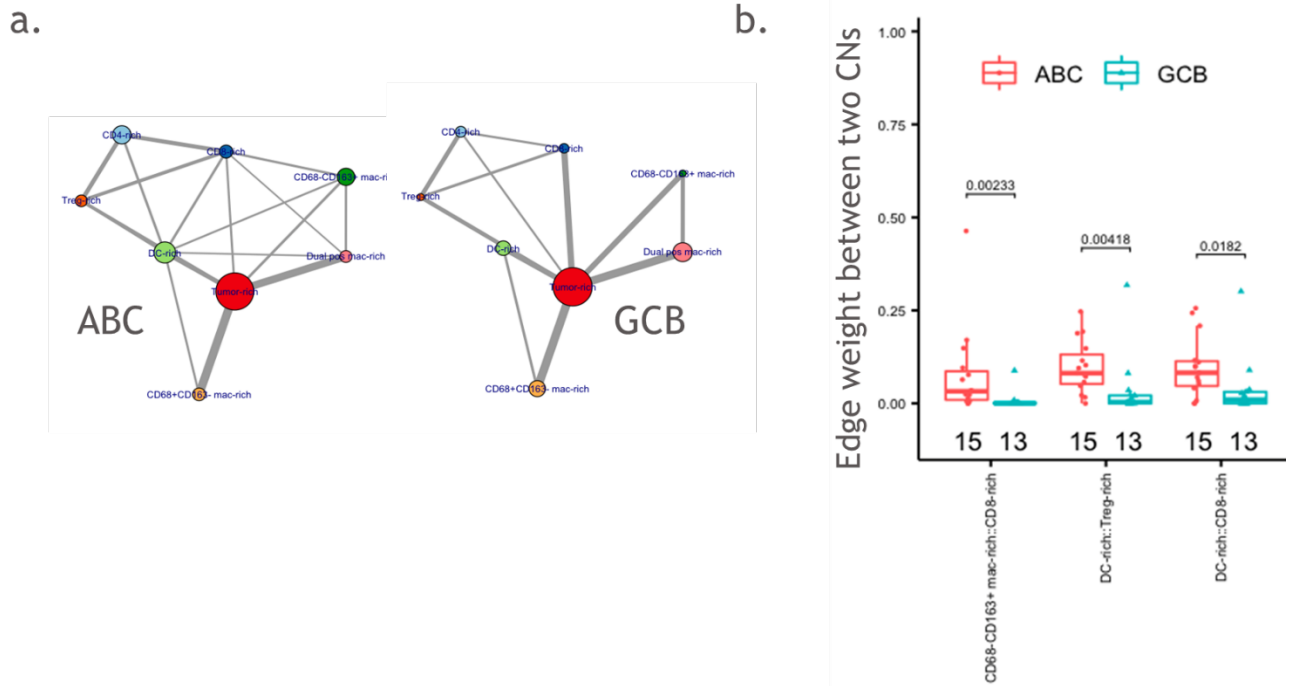 a.
CD4-rich
CD8-rich
CD68-CD163+ mac-ri
Treg-rich
DC-rich
Dual pos mac-rich
Tumor-rich
ABC
CD68+CD163- mac-rich
CD4-rich
CD8-rich
CD68-CD163+ mac-rich
Treg-rich
DC-rich
Dual pos mac-rich
Tumor-rich
GCB
CD68+CD163- mac-rich
b.
Edge weight between two CNs
1.00
0.75
0.50
0.25
0.00
ABC GCB
0.00233
0.00418
0.0182
15 13 15 13 15 13
CD68-CD163+ mac-rich::CD8-rich
DC-rich::Treg-rich
DC-rich::CD8-rich